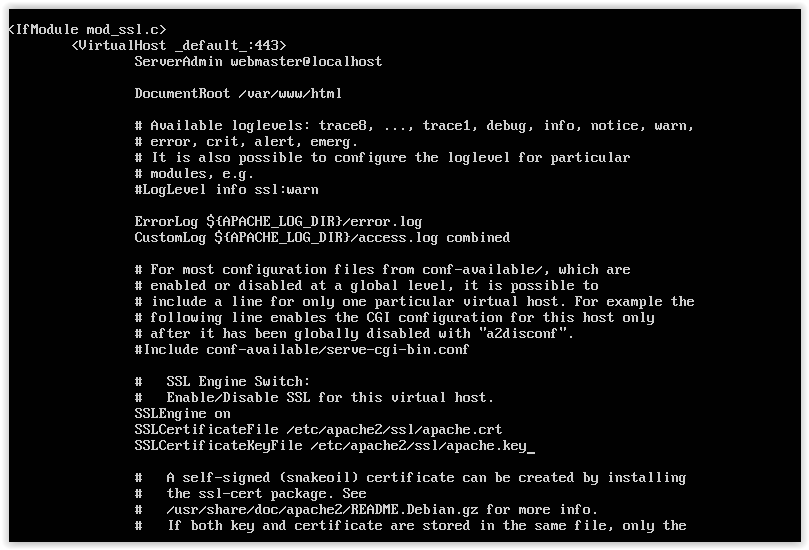 <IfModule mod_ssl.c>
<VirtualHost _default_:443>
ServerAdmin webmaster@localhost
DocumentRoot /var/www/html
# Available loglevels: trace8, ..., trace1, debug, info, notice, warn,
# error, crit, alert, emerg.
# It is also possible to configure the loglevel for particular
# modules, e.g.
#LogLevel info ssl:warn
ErrorLog ${APACHE_LOG_DIR}/error.log
CustomLog ${APACHE_LOG_DIR}/access.log combined
# For most configuration files from conf-available/, which are
# enabled or disabled at a global level, it is possible to
# include a line for only one particular virtual host. For example the
# following line enables the CGI configuration for this host only
# after it has been globally disabled with "a2disconf".
#Include conf-available/serve-cgi-bin.conf
#   SSL Engine Switch:
#   Enable/Disable SSL for this virtual host.
SSLEngine on
SSLCertificateFile /etc/apache2/ssl/apache.crt
SSLCertificateKeyFile /etc/apache2/ssl/apache.key
#   A self-signed (snakeoil) certificate can be created by installing
#   the ssl-cert package. See
#   /usr/share/doc/apache2/README.Debian.gz for more info.
#   If both key and certificate are stored in the same file, only the